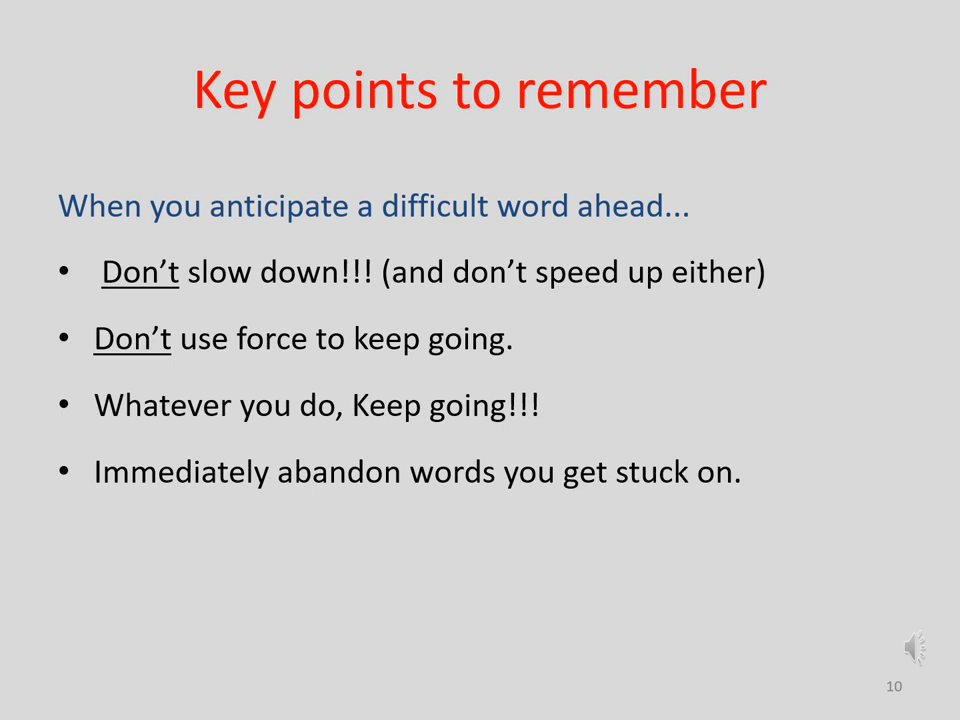 Key points to remember
When you anticipate a difficult word ahead...
• Don’t slow down!!! (and don’t speed up either)
• Don’t use force to keep going.
• Whatever you do, Keep going!!!
• Immediately abandon words you get stuck on.
10